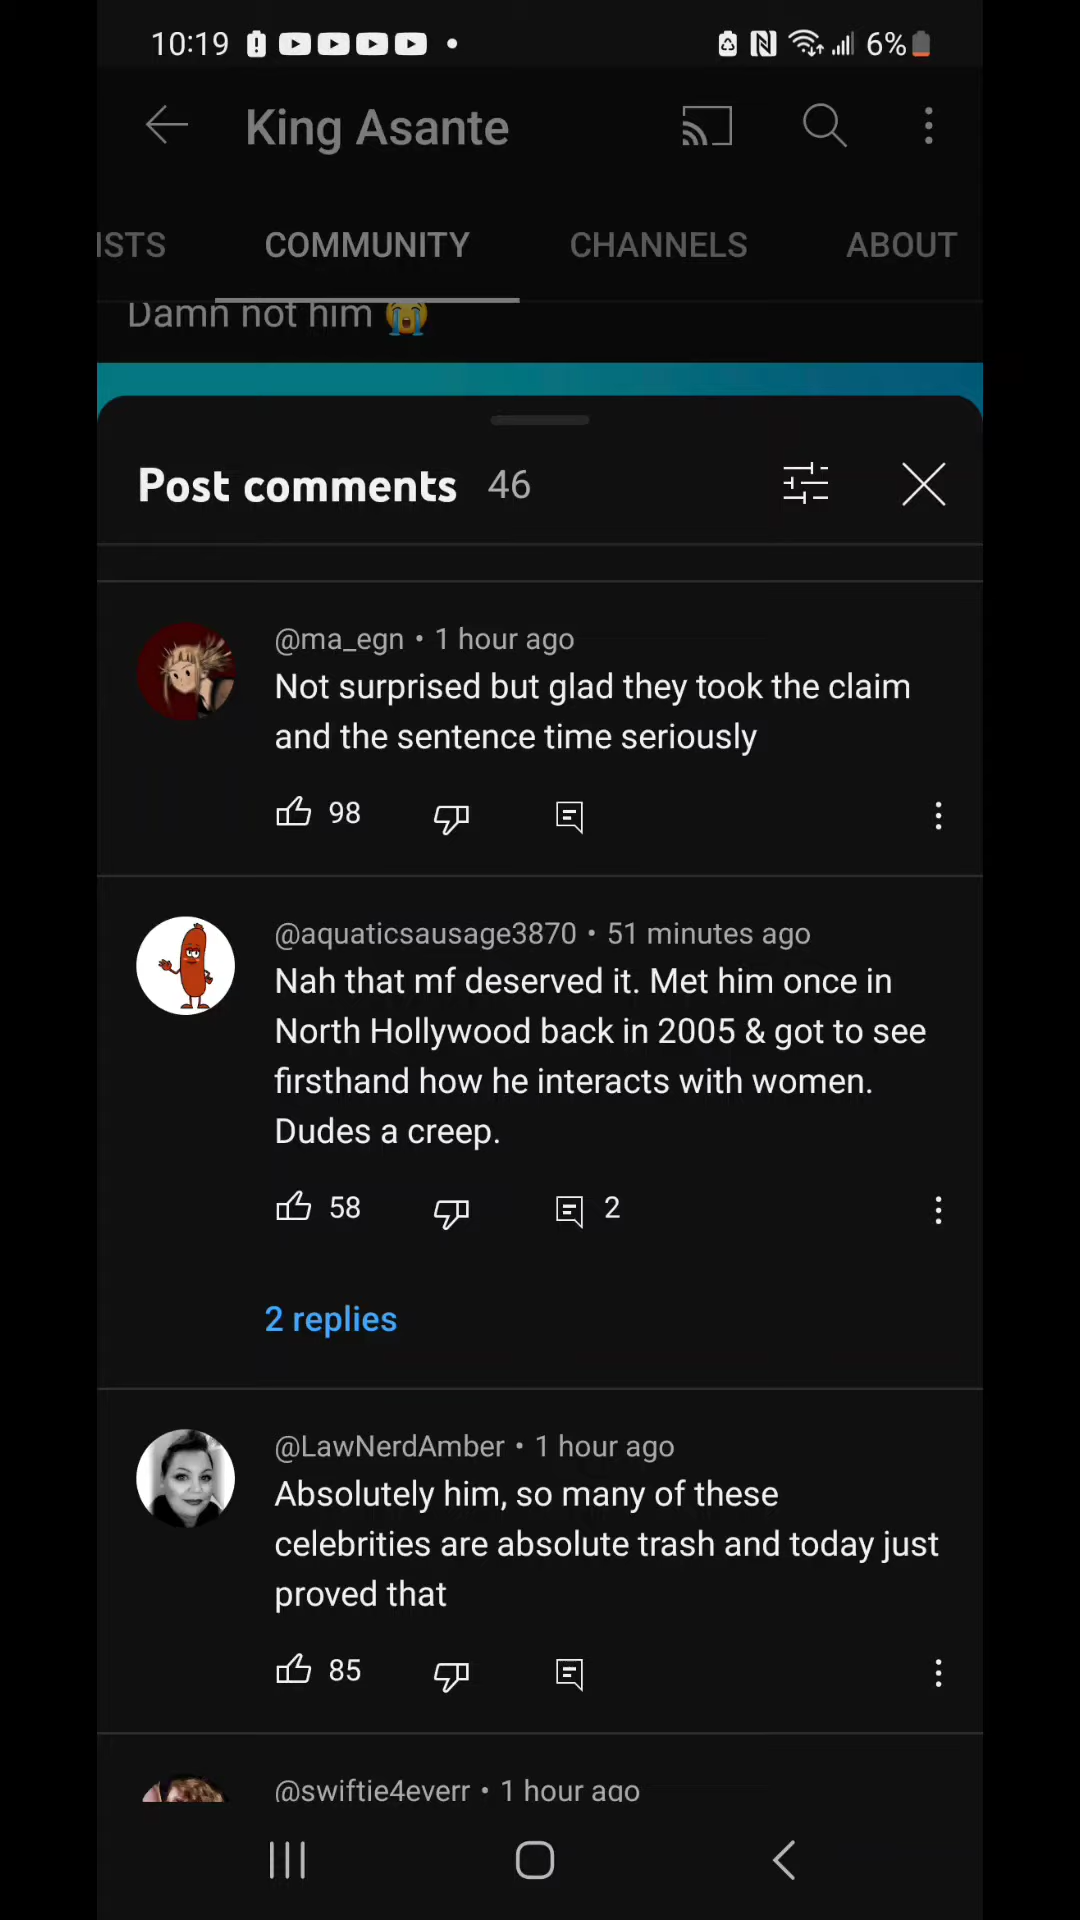 10:19
6%
King Asante
ISTS COMMUNITY CHANNELS ABOUT
Damn not him 😭
Post comments 46
@ma_egn • 1 hour ago
Not surprised but glad they took the claim
and the sentence time seriously
98
@aquaticsausage3870 • 51 minutes ago
Nah that mf deserved it. Met him once in
North Hollywood back in 2005 & got to see
firsthand how he interacts with women.
Dudes a creep.
58 2
2 replies
@LawNerdAmber • 1 hour ago
Absolutely him, so many of these
celebrities are absolute trash and today just
proved that
85
@swiftie4everr • 1 hour ago